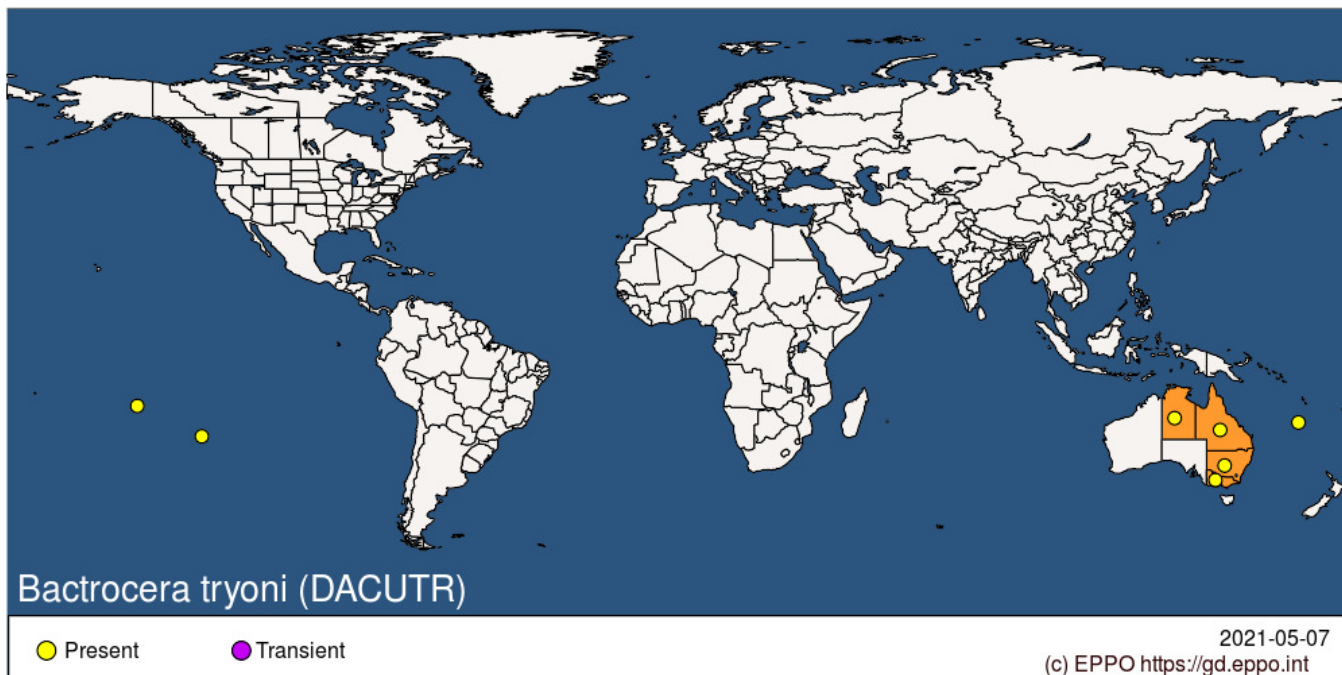 Bactrocera tryoni (DACUTR)
Present
Transient
2021-05-07
(c) EPPO https://gd.eppo.int